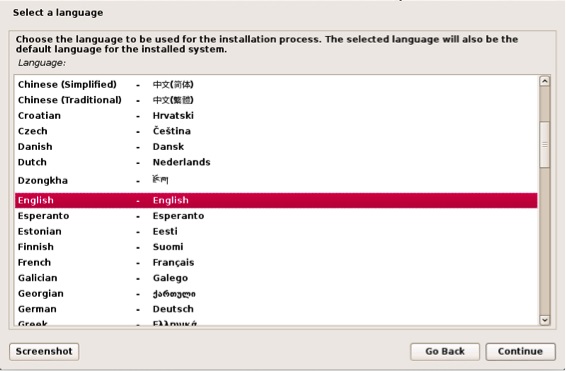 Select a language
Choose the language to be used for the installation process. The selected language will also be the
default language for the installed system.
Language:
Chinese (Simplified) - 中文(简体)
Chinese (Traditional) - 中文(繁體)
Croatian - Hrvatski
Czech - Čeština
Danish - Dansk
Dutch - Nederlands
Dzongkha - རྫོང་ཁ།
English - English
Esperanto - Esperanto
Estonian - Eesti
Finnish - Suomi
French - Français
Galician - Galego
Georgian - ქართული
German - Deutsch
Greek - Ελληνικά
Screenshot
Go Back
Continue